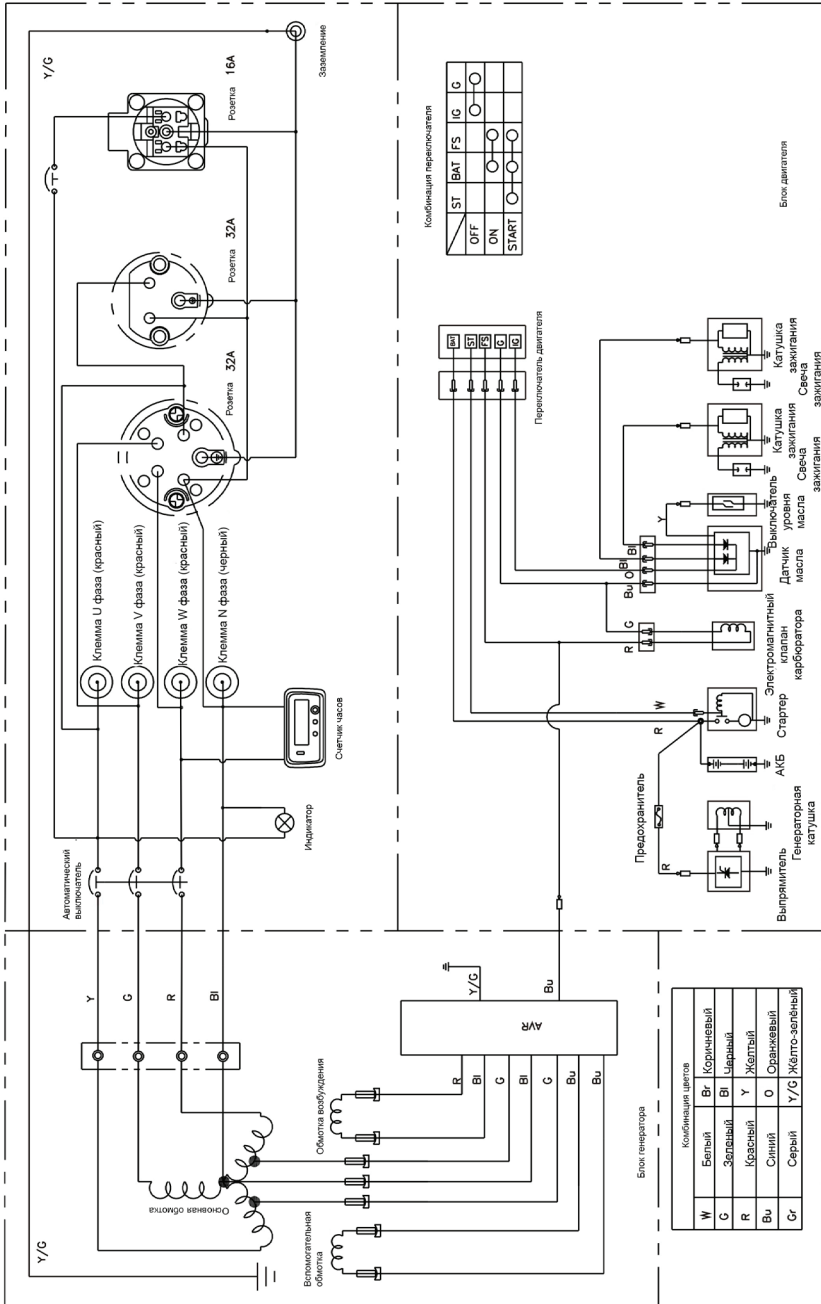 Y/G
Заземление
Розетка 16A
Розетка 32A
Розетка 32A
Клемма U фаза (красный)
Клемма V фаза (красный)
Клемма W фаза (красный)
Клемма N фаза (черный)
Счетчик часов
Индикатор
Автоматический
выключатель
Y
G
R
Bl
Основная обмотка
Y/G
Обмотка возбуждения
Вспомогательная
обмотка
R
Bl
G
Bl
G
Bu
Bu
AVR
Y/G
Bu
Блок генератора
Комбинация цветов
W Белый Br Коричневый
G Зеленый Bl Черный
R Красный Y Желтый
Bu Синий O Оранжевый
Gr Серый Y/G Жёлто-зелёный
Комбинация переключателя
ST BAT FS IG G
OFF
ON
START
Блок двигателя
BAT
ST
FS
G
IG
Переключатель двигателя
Катушка
зажигания
Свеча
зажигания
Катушка
зажигания
Свеча
зажигания
Выключатель
уровня
масла
Y
Датчик
масла
Bu O Bl Bl
Электромагнитный
клапан
карбюратора
R G
Стартер
R W
АКБ
Предохранитель
R
Генераторная
катушка
Выпрямитель